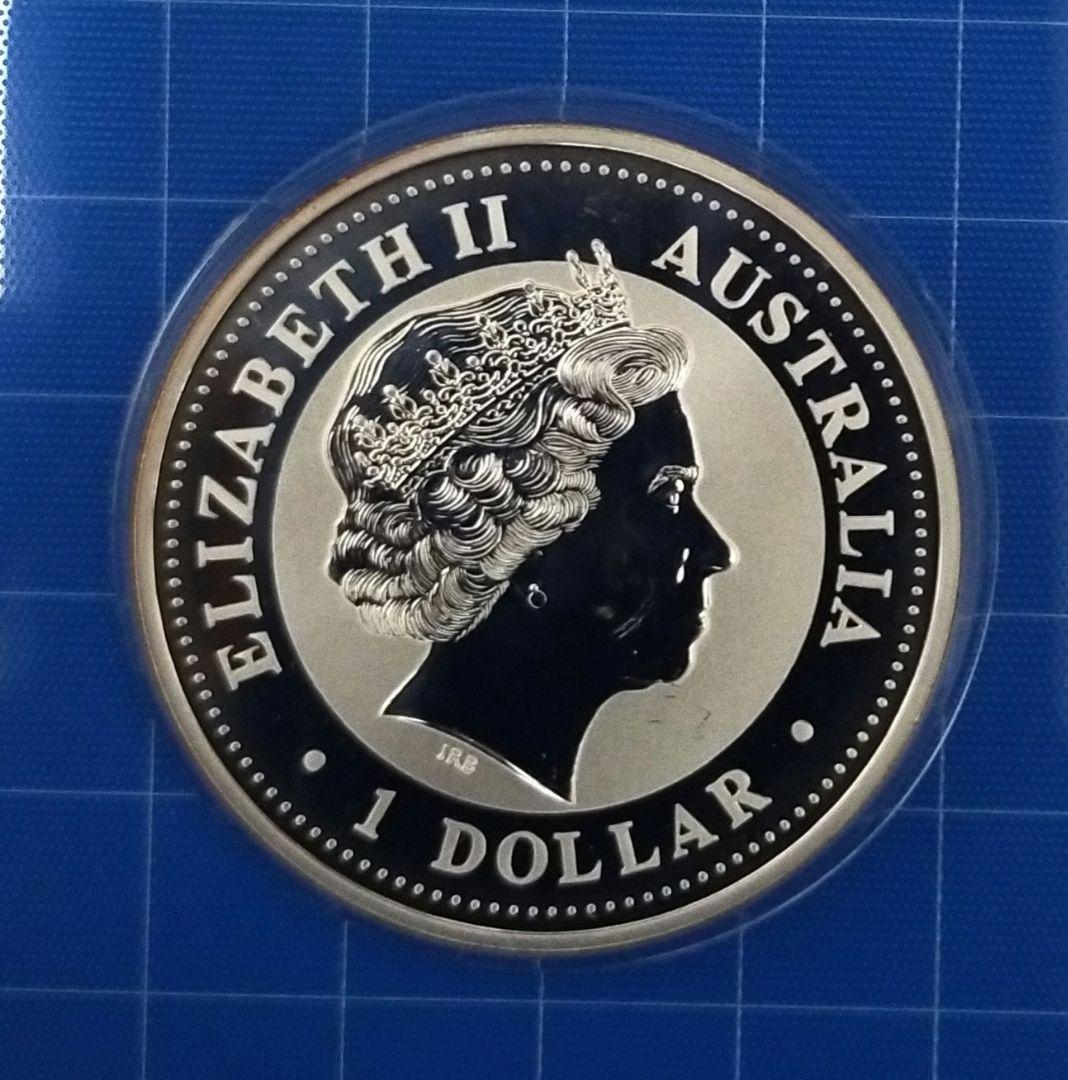 ELIZABETH II
AUSTRALIA
IRB
1 DOLLAR